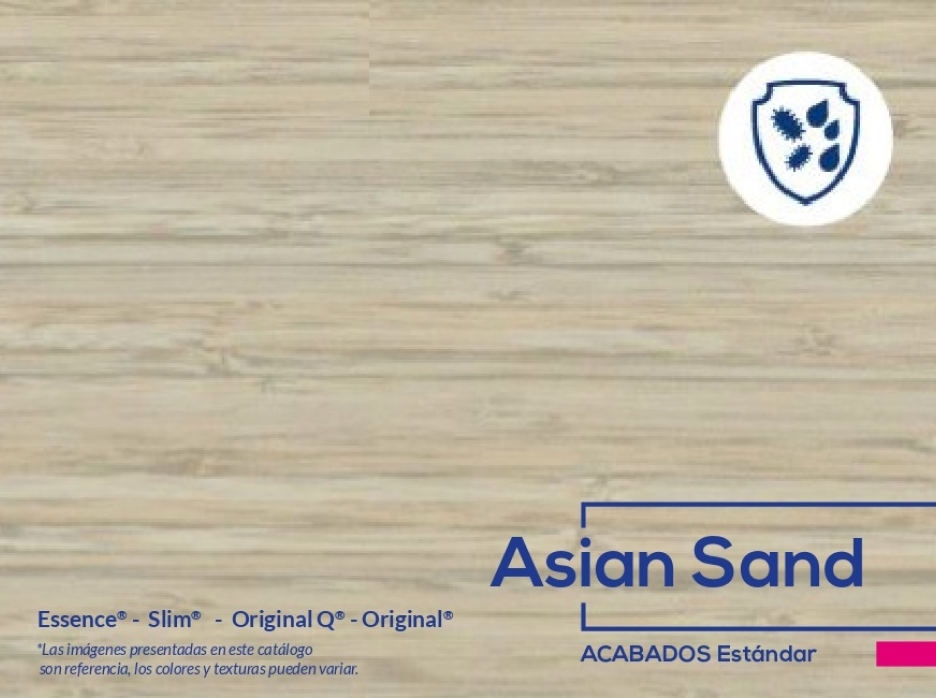 Asian Sand
Essence® - Slim® - Original Q® - Original®
*Las imágenes presentadas en este catálogo
son referencia, los colores y texturas pueden variar.
ACABADOS Estándar